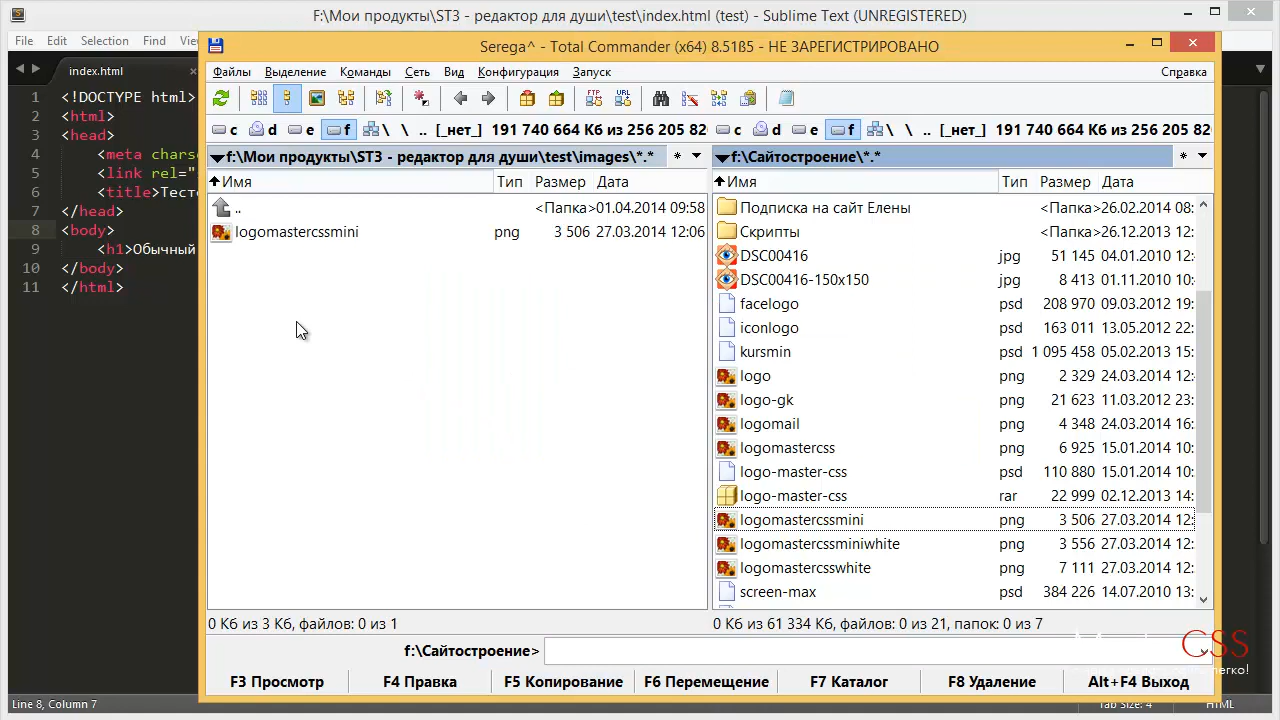 F:\Мои продукты\ST3 - редактор для души\test\index.html (test) - Sublime Text (UNREGISTERED)
File Edit Selection Find
index.html
1 <!DOCTYPE html>
2 <html>
3 <head>
4 <meta chars
5 <link rel="
6 <title>Тест
7 </head>
8 <body>
9 <h1>Обычный
10 </body>
11 </html>
Serega^ - Total Commander (x64) 8.5185 - НЕ ЗАРЕГИСТРИРОВАНО
Файлы Выделение Команды Сеть Вид Конфигурация Запуск Справка
FTP URL
c d e f \ \ .. [_нет_] 191 740 664 Кб из 256 205 82
c d e f \ \ .. [_нет_] 191 740 664 Кб из 256 205 82
f:\Мои продукты\ST3 - редактор для души\test\images\*.* *
f:\Сайтостроение\*.* *
Имя Тип Размер Дата
.. <Папка> 01.04.2014 09:58
logomastercssmini png 3 506 27.03.2014 12:06
Имя Тип Размер Дата
Подписка на сайт Елены <Папка> 26.02.2014 08:
Скрипты <Папка> 26.12.2013 12:
DSC00416 jpg 51 145 04.01.2010 12:
DSC00416-150x150 jpg 8 413 01.11.2010 10:
facelogo psd 208 970 09.03.2012 19:
iconlogo psd 163 011 13.05.2012 22:
kursmin psd 1 095 458 05.02.2013 15:
logo png 2 329 24.03.2014 12:
logo-gk png 21 623 11.03.2012 23:
logomail png 4 348 24.03.2014 16:
logomastercss png 6 925 15.01.2014 10:
logo-master-css psd 110 880 15.01.2014 10:
logo-master-css rar 22 999 02.12.2013 14:
logomastercssmini png 3 506 27.03.2014 12:
logomastercssminiwhite png 3 556 27.03.2014 12:
logomastercsswhite png 7 111 27.03.2014 12:
screen-max psd 384 226 14.07.2010 13:
0 Кб из 3 Кб, файлов: 0 из 1
0 Кб из 61 334 Кб, файлов: 0 из 21, папок: 0 из 7
f:\Сайтостроение>
CSS
F3 Просмотр F4 Правка F5 Копирование F6 Перемещение F7 Каталог F8 Удаление Alt+F4 Выход
Line 8, Column 7 Tab Size: 4 HTML